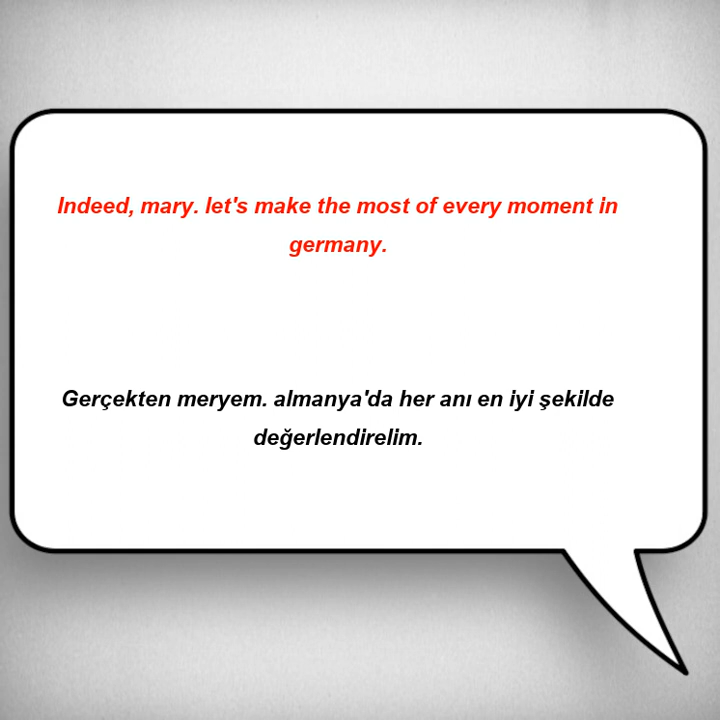 Indeed, mary. let's make the most of every moment in
germany.
Gerçekten meryem. almanya'da her anı en iyi şekilde
değerlendirelim.